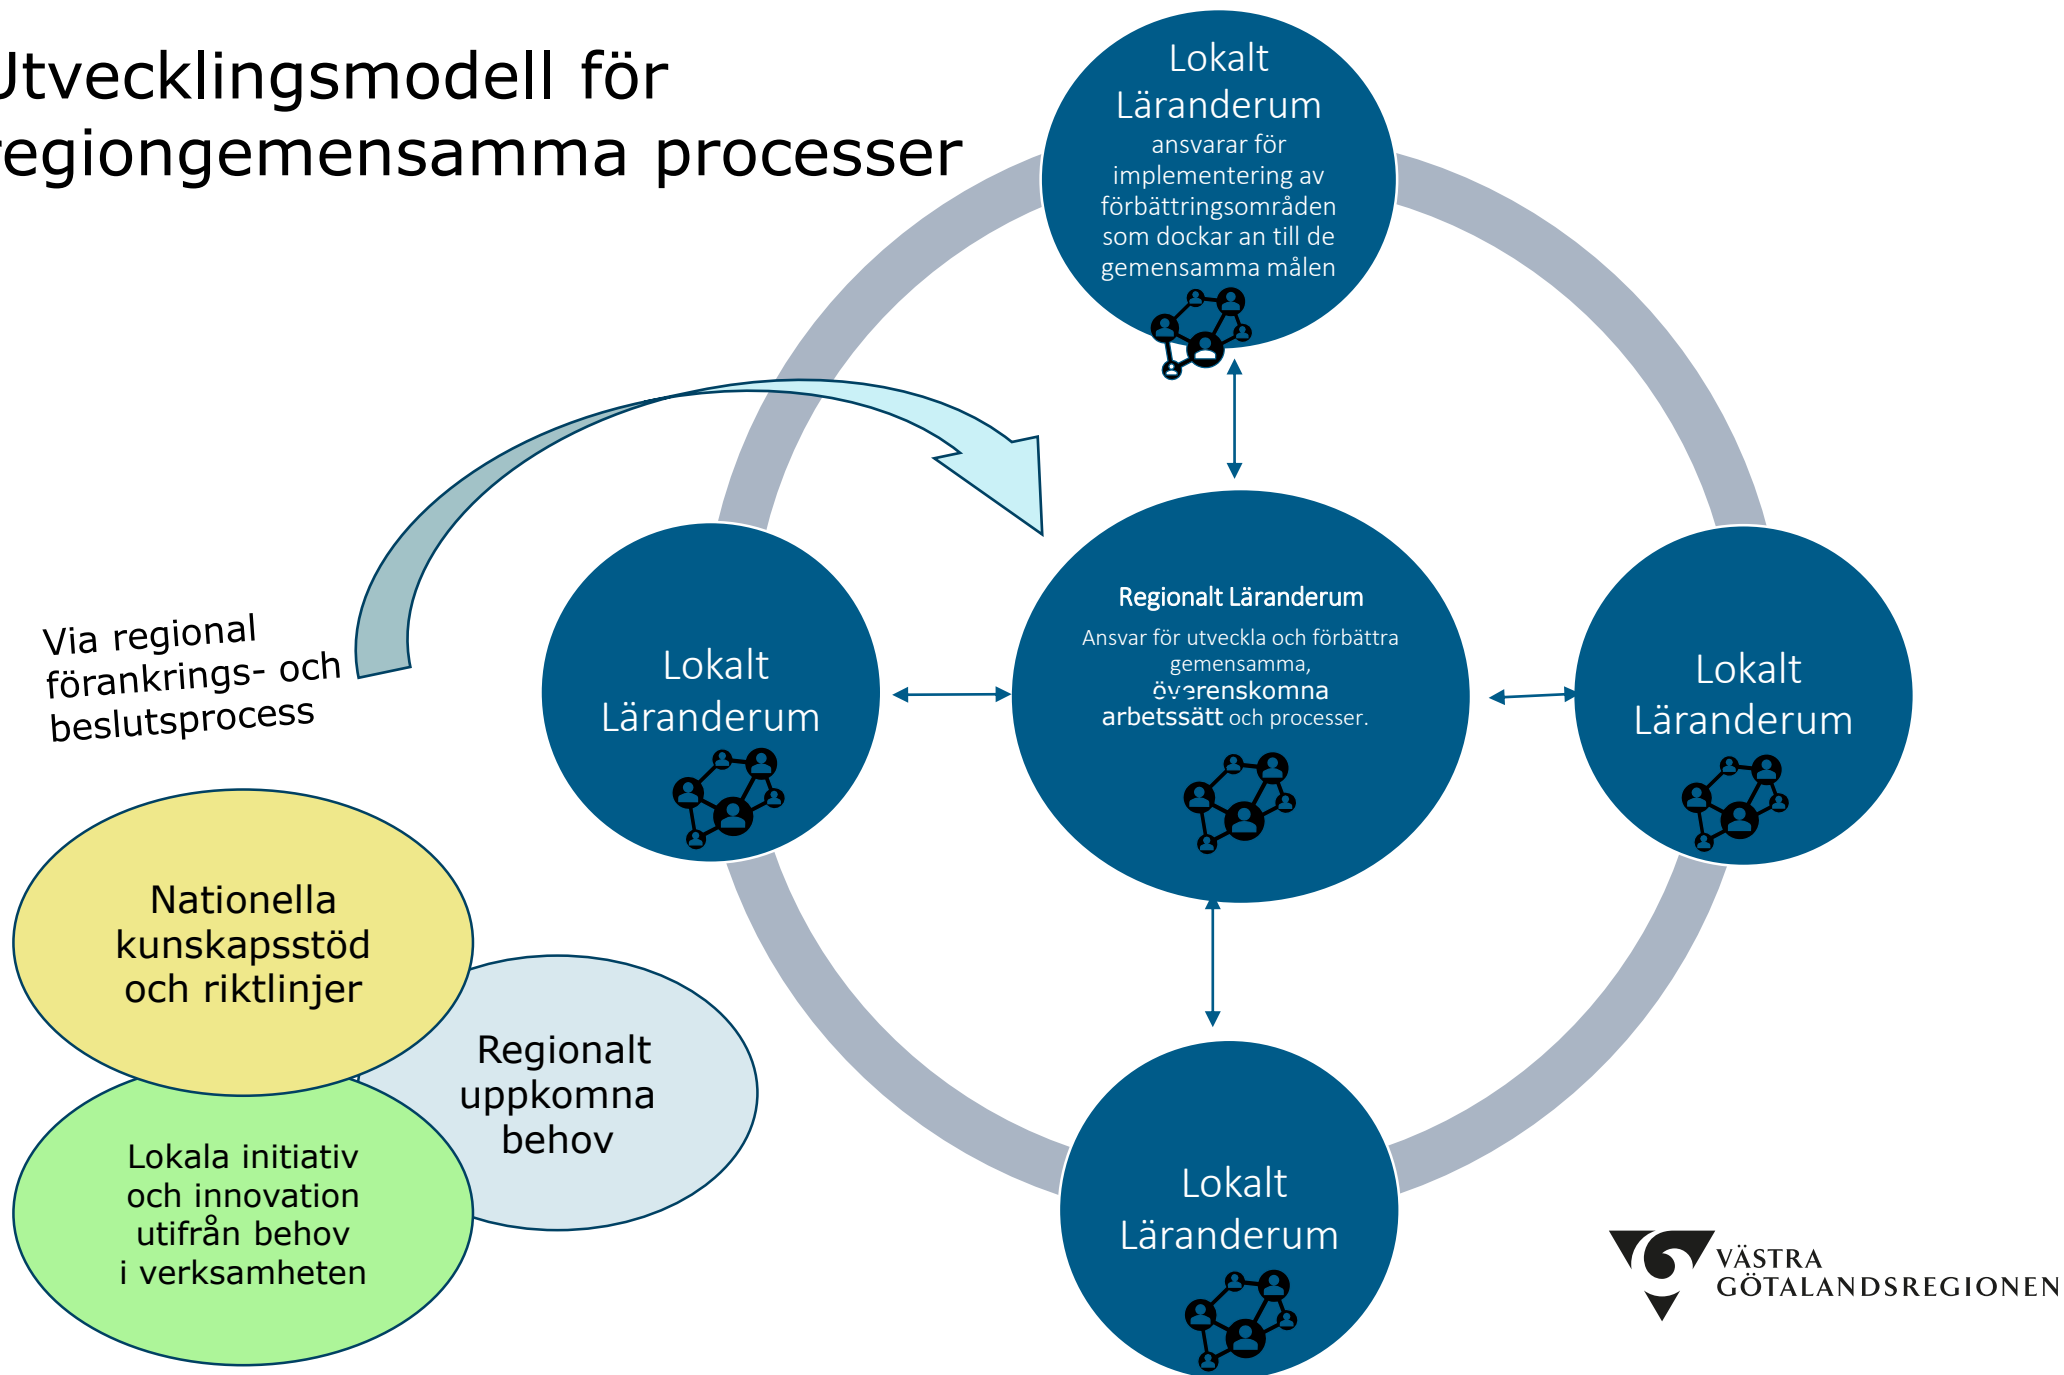 Utvecklingsmodell för
regiongemensamma processer
Lokalt
Läranderum
ansvarar för
implementering av
förbättringsområden
som dockar an till de
gemensamma målen
Via regional
förankrings- och
beslutsprocess
Lokalt
Läranderum
Regionalt Läranderum
Ansvar för utveckla och förbättra
gemensamma,
överenskomna
arbetssätt och processer.
Lokalt
Läranderum
Nationella
kunskapsstöd
och riktlinjer
Regionalt
uppkomna
behov
Lokala initiativ
och innovation
utifrån behov
i verksamheten
Lokalt
Läranderum
VÄSTRA
GÖTALANDSREGIONEN